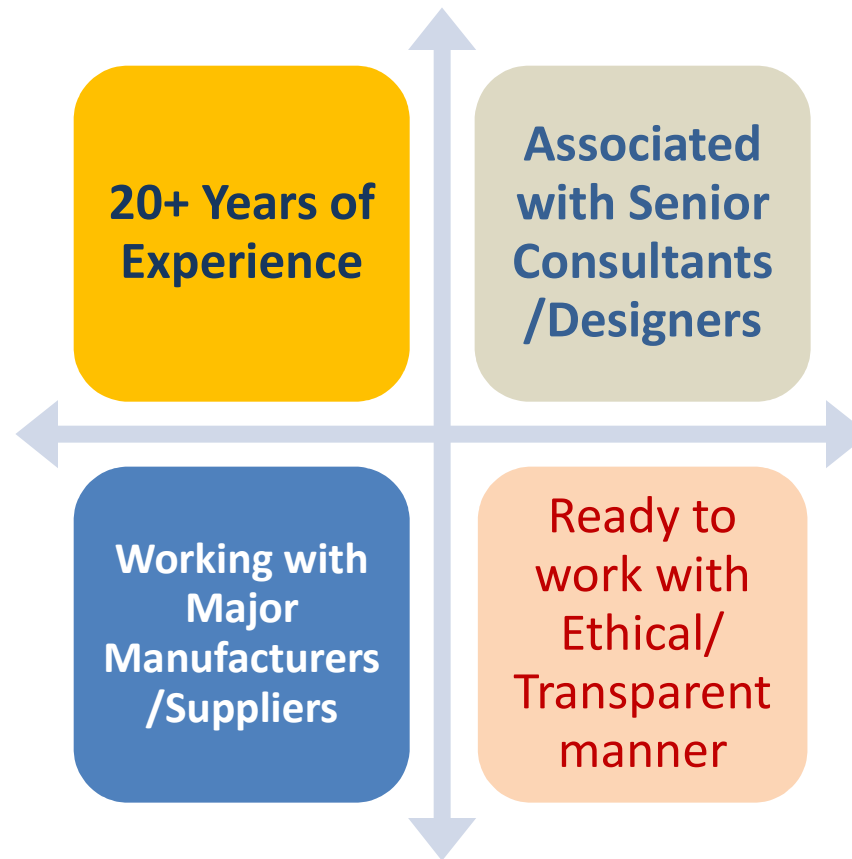 20+ Years of
Experience
Associated
with Senior
Consultants
/Designers
Working with
Major
Manufacturers
/Suppliers
Ready to
work with
Ethical/
Transparent
manner